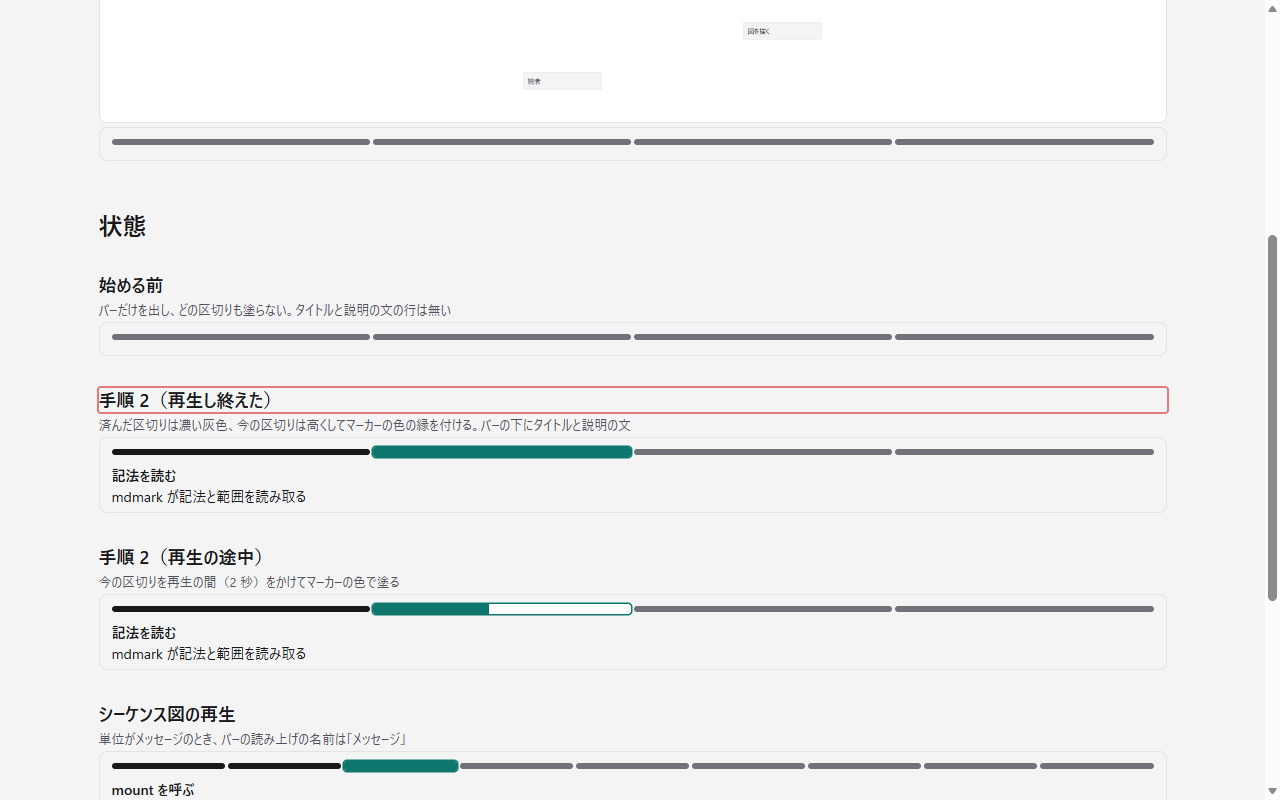 図を描く
読者
状態
始める前
バーだけを出し、どの区切りも塗らない。タイトルと説明の文の行は無い
手順 2（再生し終えた）
済んだ区切りは濃い灰色、今の区切りは高くしてマーカーの色の縁を付ける。バーの下にタイトルと説明の文
記法を読む
mdmark が記法と範囲を読み取る
手順 2（再生の途中）
今の区切りを再生の間（2 秒）をかけてマーカーの色で塗る
記法を読む
mdmark が記法と範囲を読み取る
シーケンス図の再生
単位がメッセージのとき、バーの読み上げの名前は「メッセージ」
mount を呼ぶ